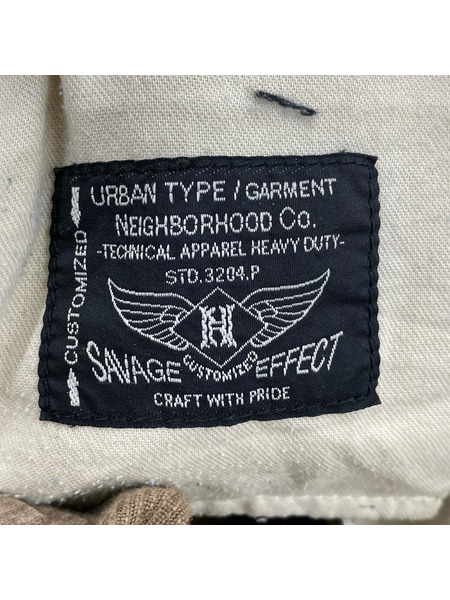 URBAN TYPE / GARMENT
NEIGHBORHOOD CO.
-TECHNICAL APPAREL HEAVY DUTY-
STD.3204.P
H
CUSTOMIZED
SAVAGE EFFECT
CRAFT WITH PRIDE
CUSTOMIZED